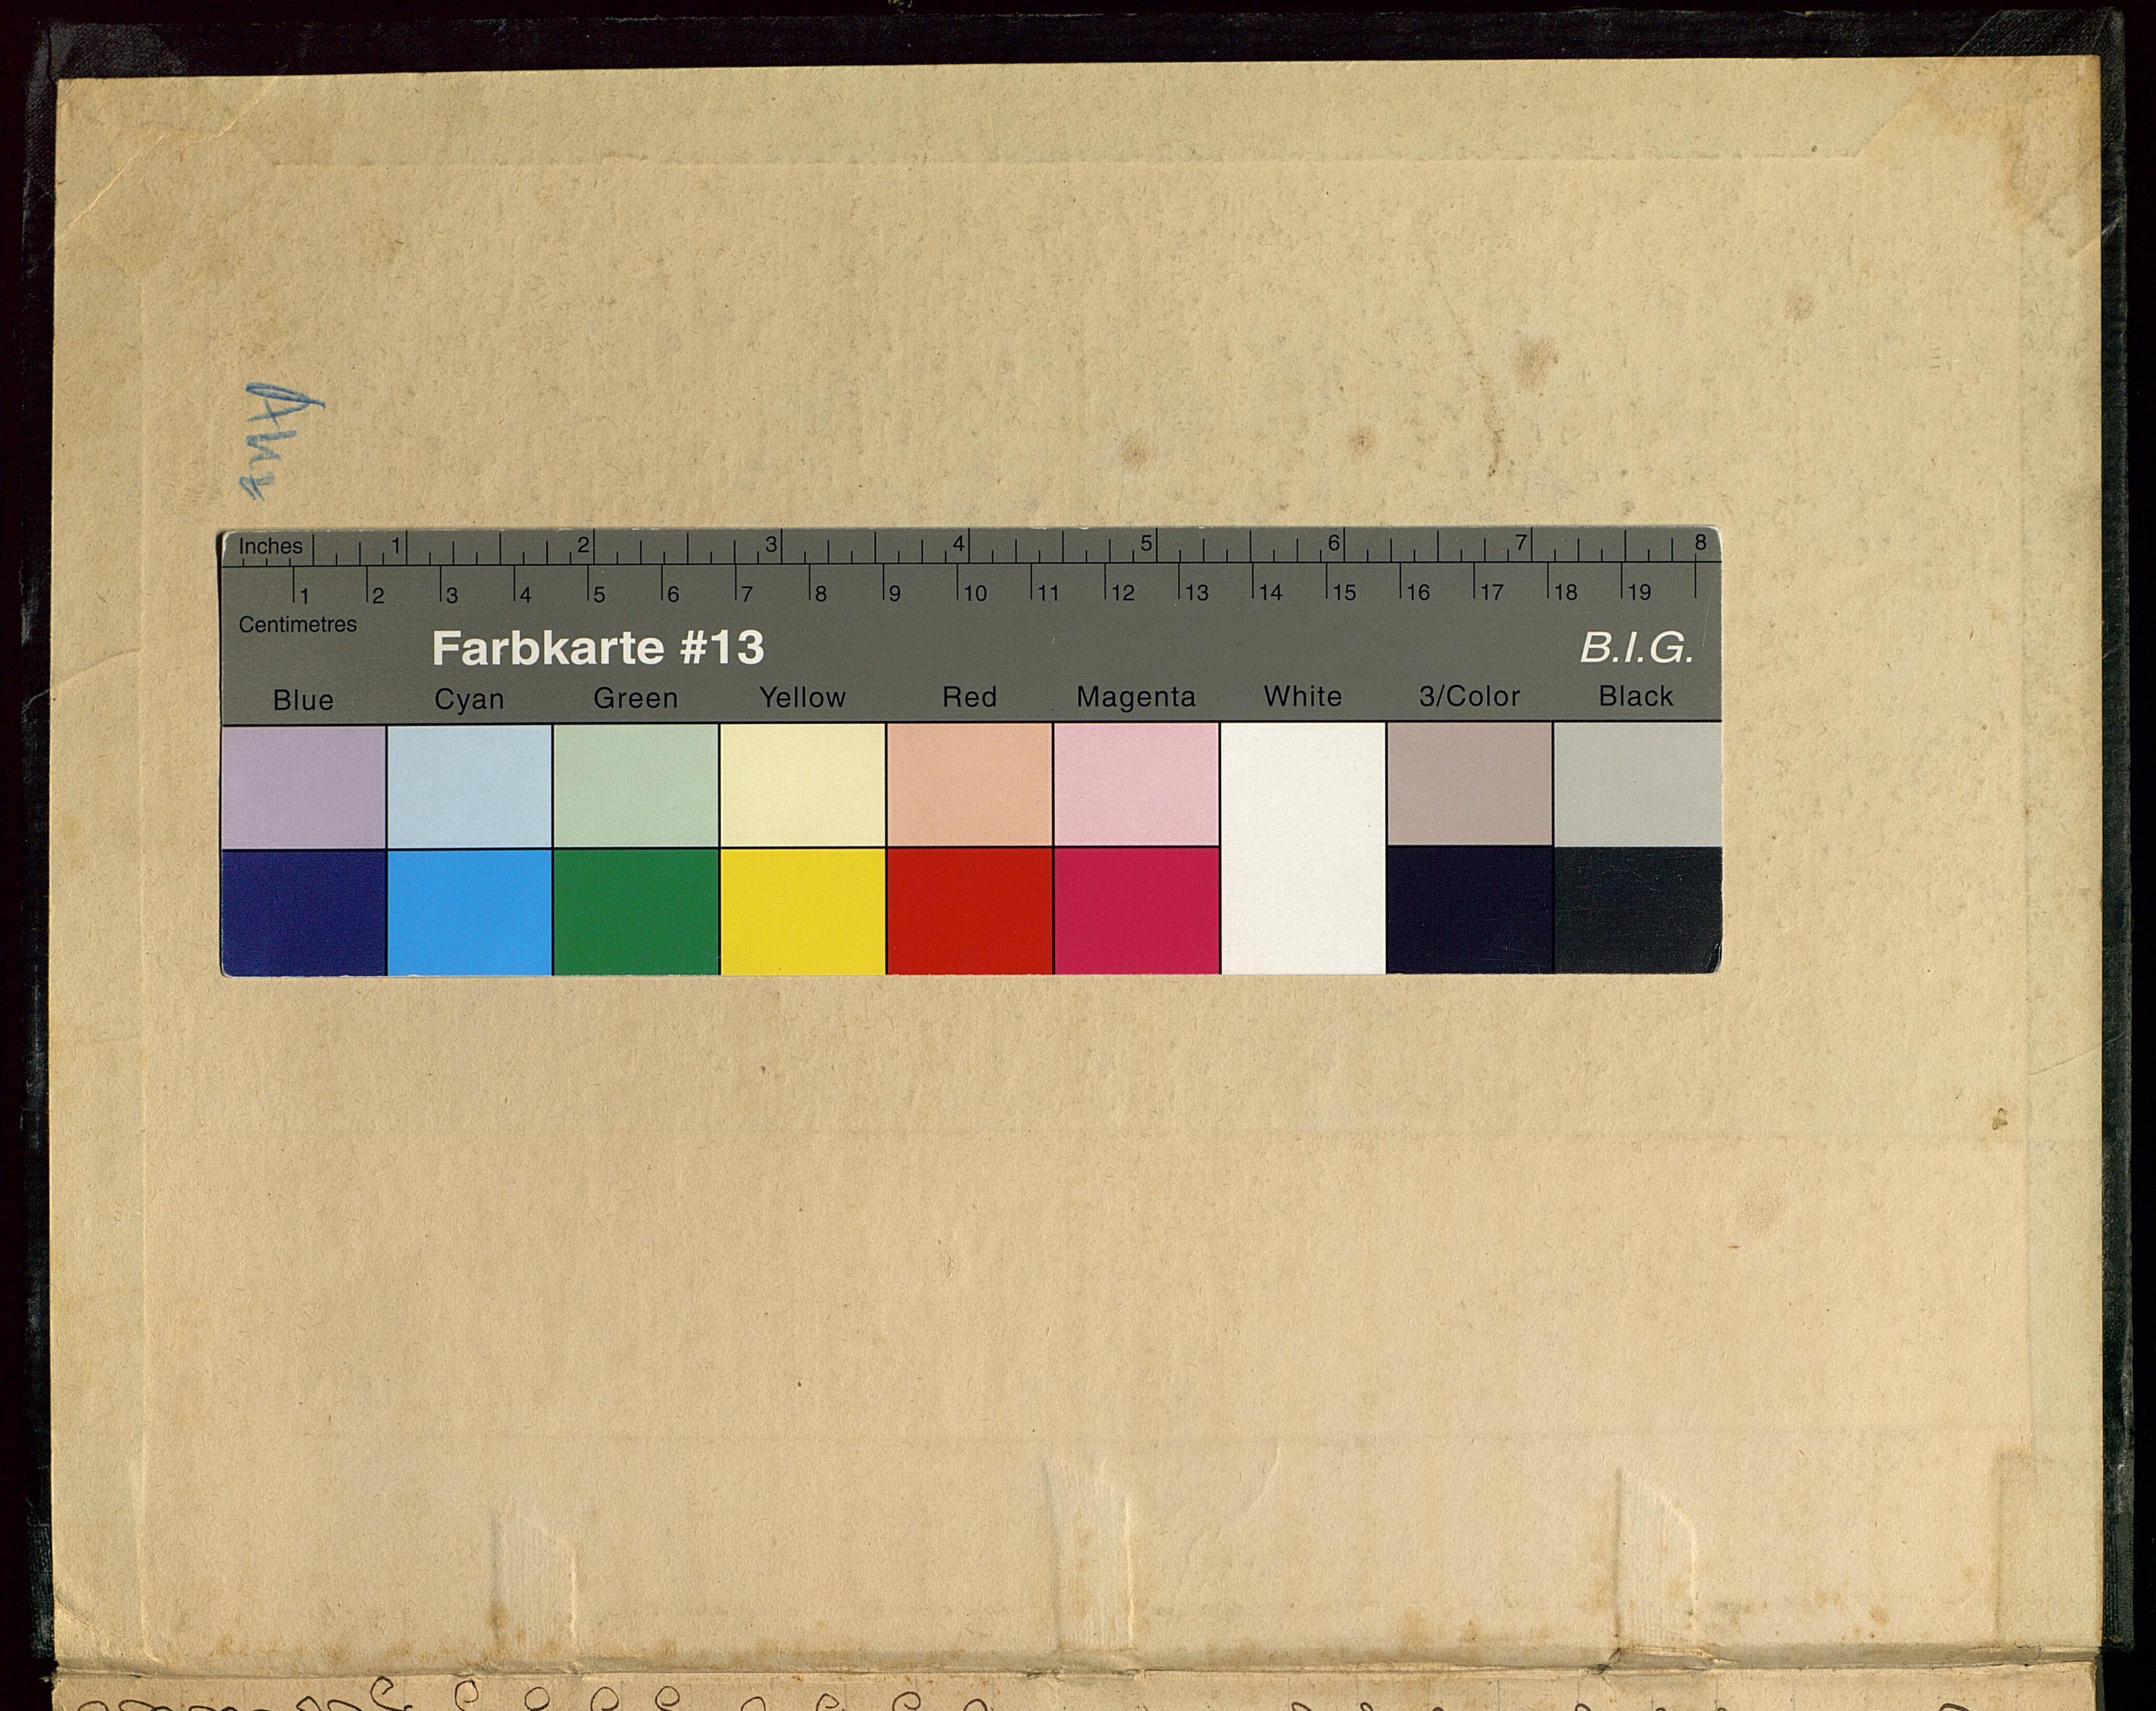 Inches 1 2 3 4 5 6 7 8
1 2 3 4 5 6 7 8 9 10 11 12 13 14 15 16 17 18 19
Centimetres
Farbkarte #13 B.I.G.
Blue Cyan Green Yellow Red Magenta White 3/Color Black